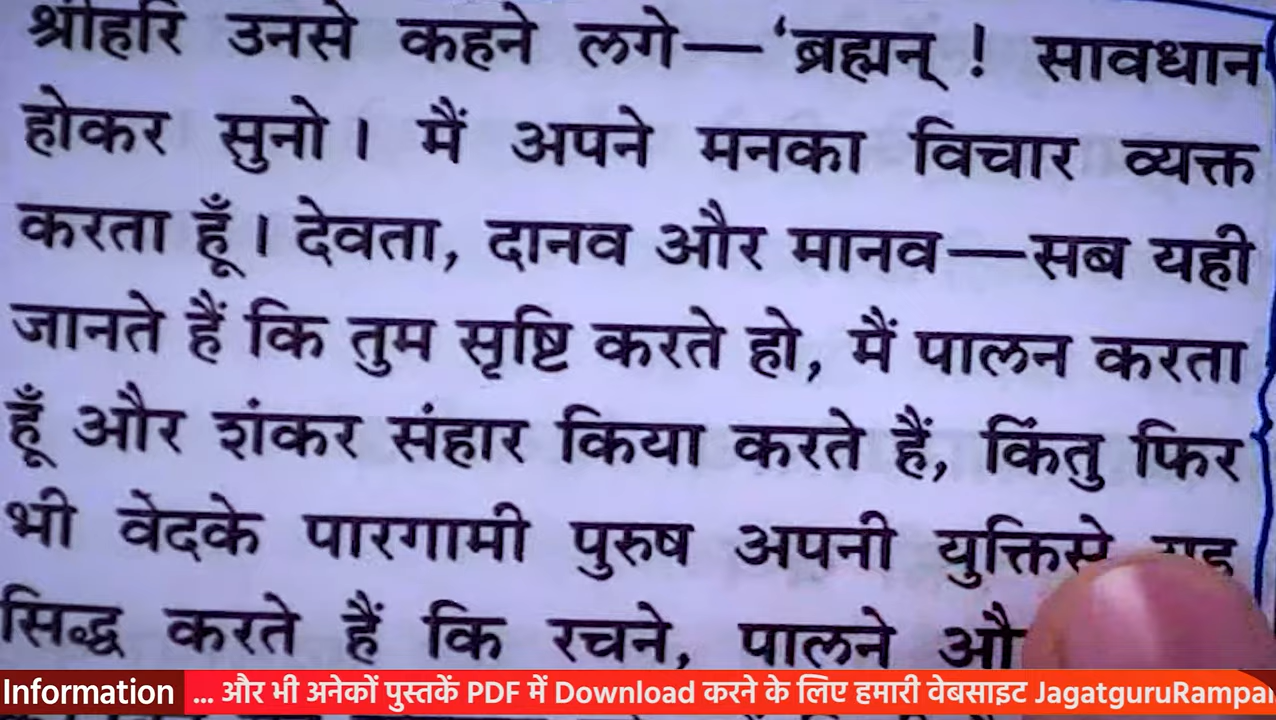 श्रीहरि उनसे कहने लगे—‘ब्रह्मन् ! सावधान
होकर सुनो। मैं अपने मनका विचार व्यक्त
करता हूँ। देवता, दानव और मानव—सब यही
जानते हैं कि तुम सृष्टि करते हो, मैं पालन करता
हूँ और शंकर संहार किया करते हैं, किंतु फिर
भी वेदके पारगामी पुरुष अपनी युक्तिसे यह
सिद्ध करते हैं कि रचने, पालने
Information ... और भी अनेकों पुस्तकें PDF में Download करने के लिए हमारी वेबसाइट JagatguruRampal